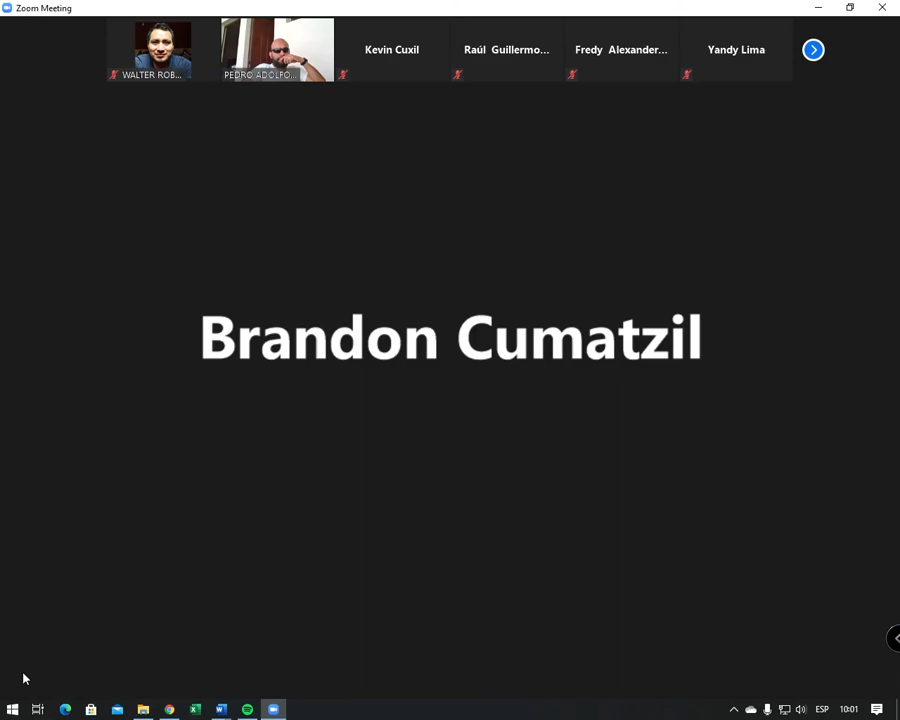 Zoom Meeting
WALTER ROB...
PEDRO ADOLFO...
Kevin Cuxil
Raúl Guillermo...
Fredy Alexander...
Yandy Lima
Brandon Cumatzil
ESP
10:01